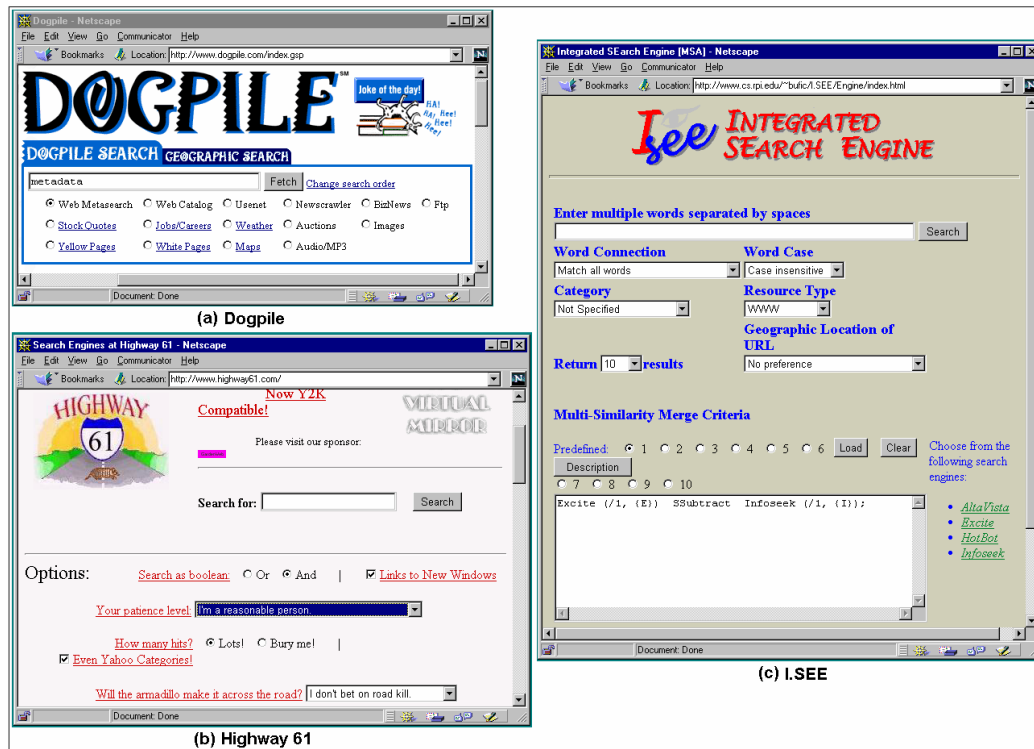 Dogpile - Netscape
File Edit View Go Communicator Help
Bookmarks Location: http://www.dogpile.com/index.gsp
DOGPILE SM
Joke of the day!
HA!
HA! Hee!
Hee!
Hee!
DOGPILE SEARCH GEOGRAPHIC SEARCH
metadata Fetch Change search order
Web Metasearch Web Catalog Usenet Newscrawler BizNews Ftp
Stock Quotes Jobs/Careers Weather Auctions Images
Yellow Pages White Pages Maps Audio/MP3
Document: Done
(a) Dogpile
Search Engines at Highway 61 - Netscape
File Edit View Go Communicator Help
Bookmarks Location: http://www.highway61.com/
HIGHWAY
61
Now Y2K
Compatible!
VIRTUAL
MIRROR
Please visit our sponsor:
Search for: Search
Options: Search as boolean: Or And | Links to New Windows
Your patience level: I'm a reasonable person.
How many hits? Lots! Bury me! |
Even Yahoo Categories!
Will the armadillo make it across the road? I don't bet on road kill.
Document: Done
(b) Highway 61
Integrated SEarch Engine [MSA] - Netscape
File Edit View Go Communicator Help
Bookmarks Location: http://www.cs.rpi.edu/~bulic/I.SEE/Engine/index.html
Isee INTEGRATED
SEARCH ENGINE
Enter multiple words separated by spaces
Search
Word Connection Word Case
Match all words Case insensitive
Category Resource Type
Not Specified WWW
Geographic Location of
URL
Return 10 results No preference
Multi-Similarity Merge Criteria
Predefined: 1 2 3 4 5 6 Load Clear
Description
7 8 9 10
Excite (/1, {E}) SSubtract Infoseek (/1, {I});
Choose from the
following search
engines:
AltaVista
Excite
HotBot
Infoseek
Document: Done
(c) I.SEE